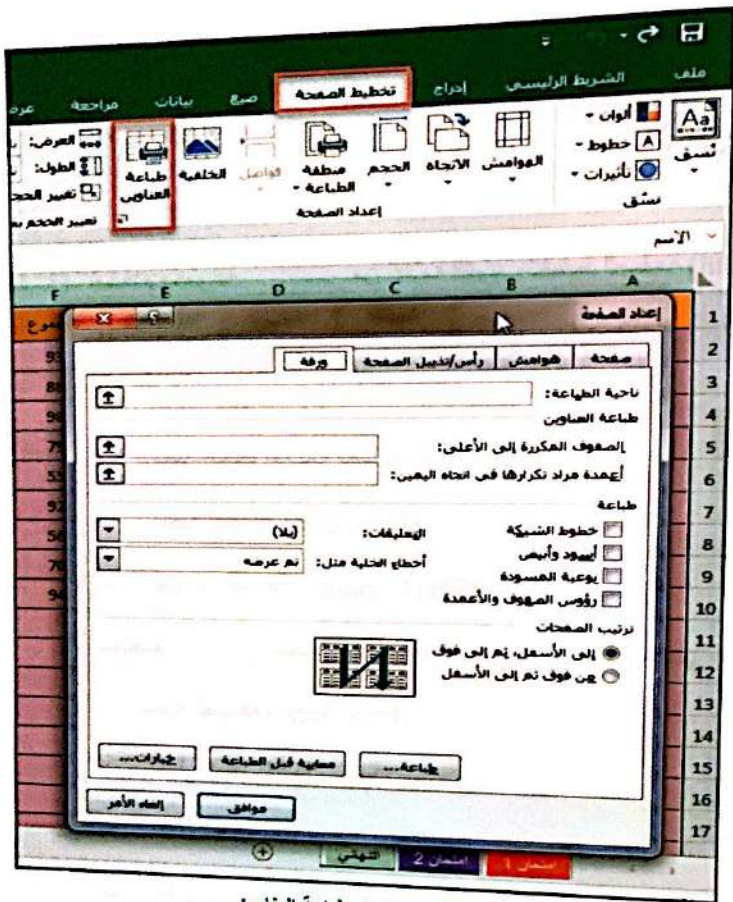 ملف الشريط الرئيسي إدراج تخطيط الصفحة صيغ بيانات مراجعة
Aa نُسق
ألوان
خطوط
تأثيرات
نسق
الهوامش الاتجاه الحجم منطقة الطباعة فواصل الخلفية طباعة العناوين
إعداد الصفحة
العرض:
الطول:
تغيير الحجم
الاسم
A B C D E F
إعداد الصفحة
صفحة هوامش رأس/تذييل الصفحة ورقة
ناحية الطباعة:
طباعة العناوين
الصفوف المكررة إلى الأعلى:
أعمدة مراد تكرارها في اتجاه اليمين:
طباعة
خطوط الشبكة التعليقات: (بلا)
أسود وأبيض أخطاء الخلية مثل: تم عرضه
نوعية المسودة
رؤوس الصفوف والأعمدة
ترتيب الصفحات
إلى الأسفل، ثم إلى فوق
من فوق ثم إلى الأسفل
طباعة... معاينة قبل الطباعة خيارات...
موافق إلغاء الأمر
1
2
3
4
5
6
7
8
9
10
11
12
13
14
15
16
17
امتحان 1 امتحان 2 النهائي